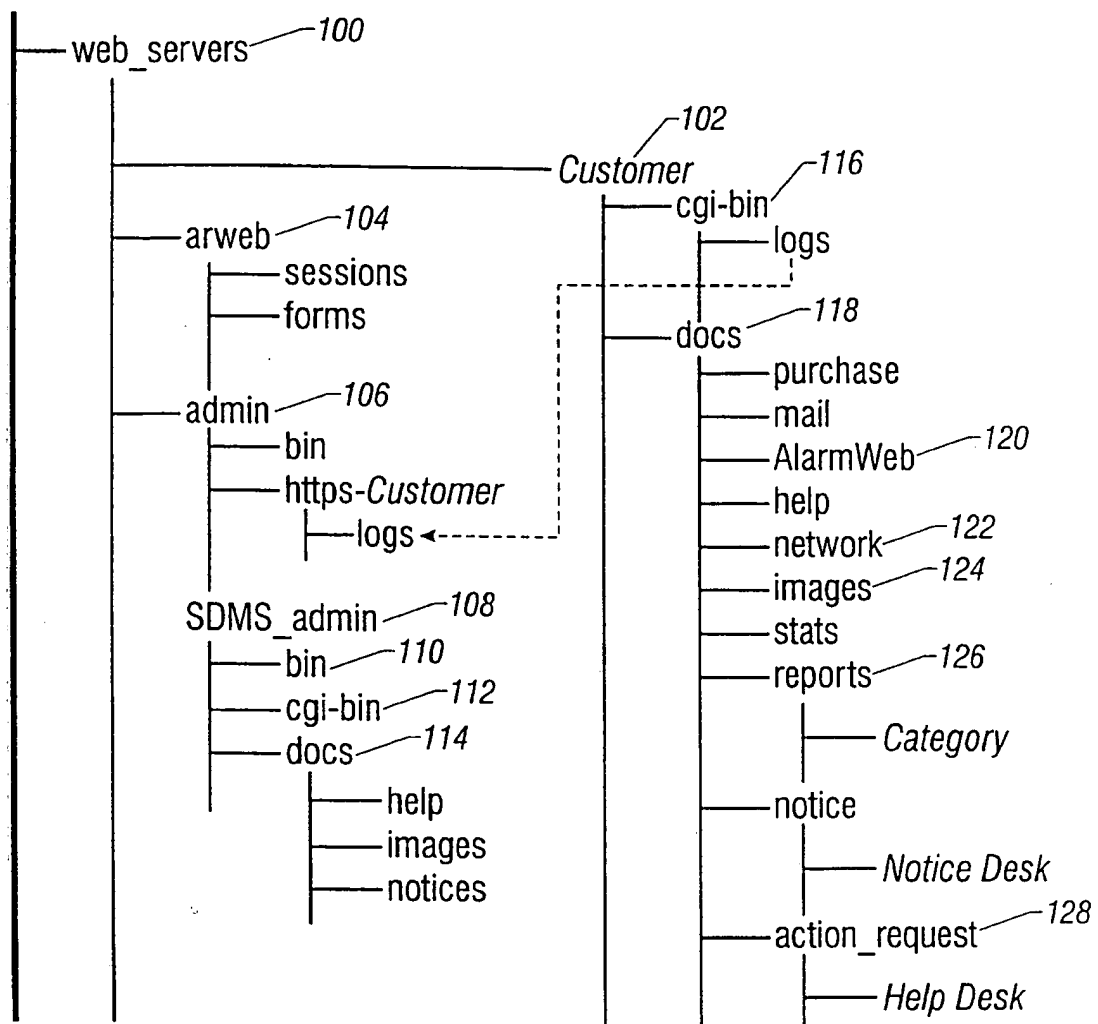 web_servers 100
Customer 102
cgi-bin 116
logs
docs 118
purchase
mail
AlarmWeb 120
help
network 122
images 124
stats
reports 126
Category
notice
Notice Desk
action_request 128
Help Desk
arweb 104
sessions
forms
admin 106
bin
https-Customer
logs
SDMS_admin 108
bin 110
cgi-bin 112
docs 114
help
images
notices